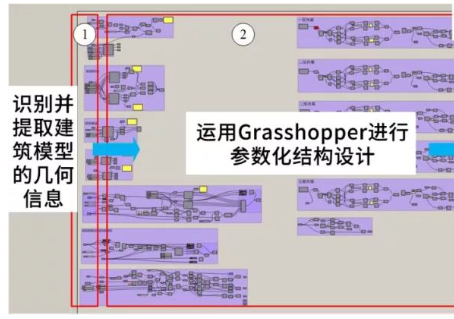 ①
②
识别并
提取建
筑模型
的几何
信息
运用Grasshopper进行
参数化结构设计